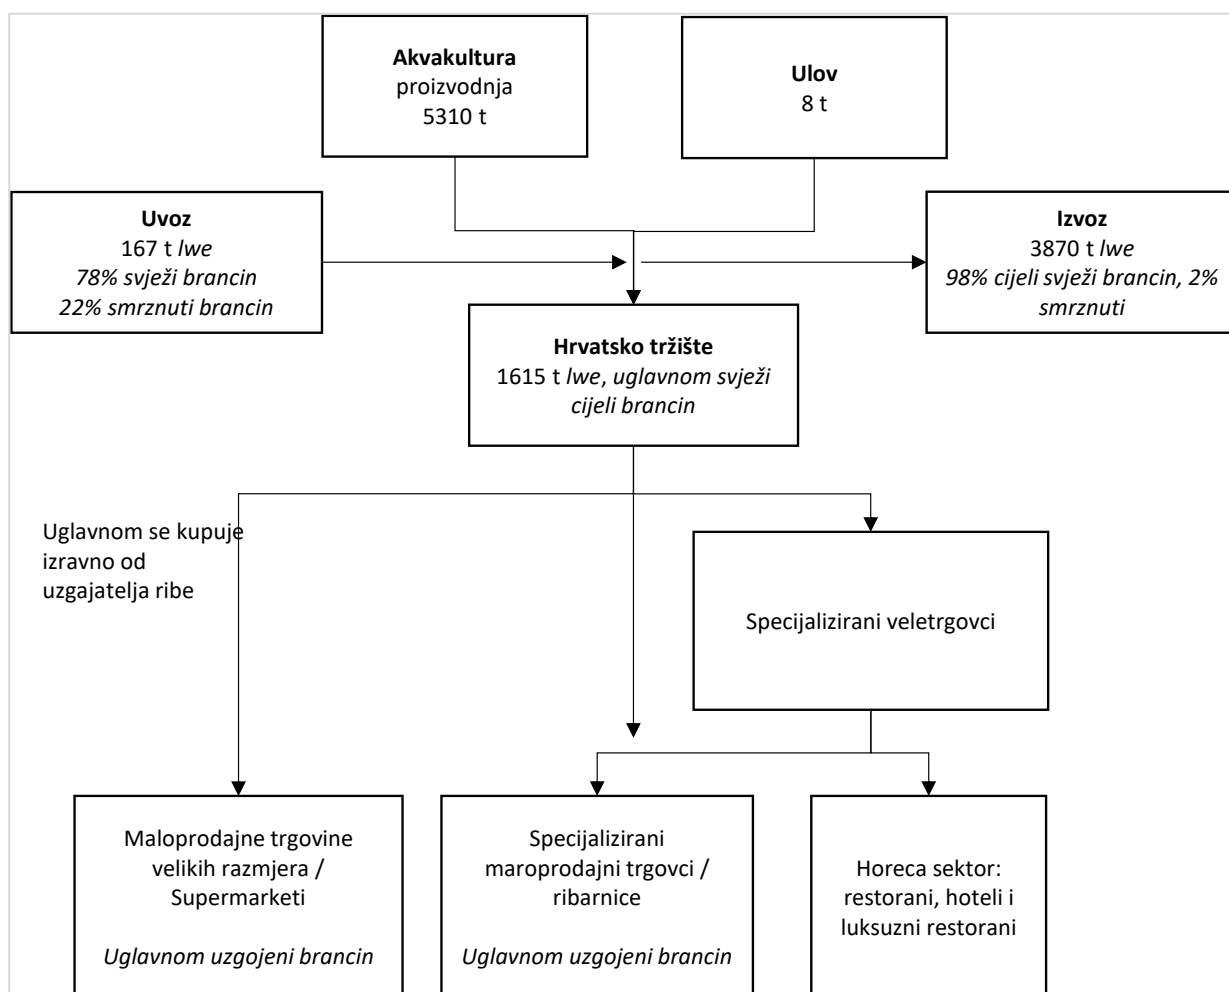 Akvakultura
proizvodnja
5310 t
Ulov
8 t
Uvoz
167 t lwe
78% svježi brancin
22% smrznuti brancin
Izvoz
3870 t lwe
98% cijeli svježi brancin, 2%
smrznuti
Hrvatsko tržište
1615 t lwe, uglavnom svježi
cijeli brancin
Uglavnom se kupuje
izravno od
uzgajatelja ribe
Specijalizirani veletrgovci
Maloprodajne trgovine
velikih razmjera /
Supermarketi
Uglavnom uzgojeni brancin
Specijalizirani
maroprodajni trgovci /
ribarnice
Uglavnom uzgojeni brancin
Horeca sektor:
restorani, hoteli i
luksuzni restorani